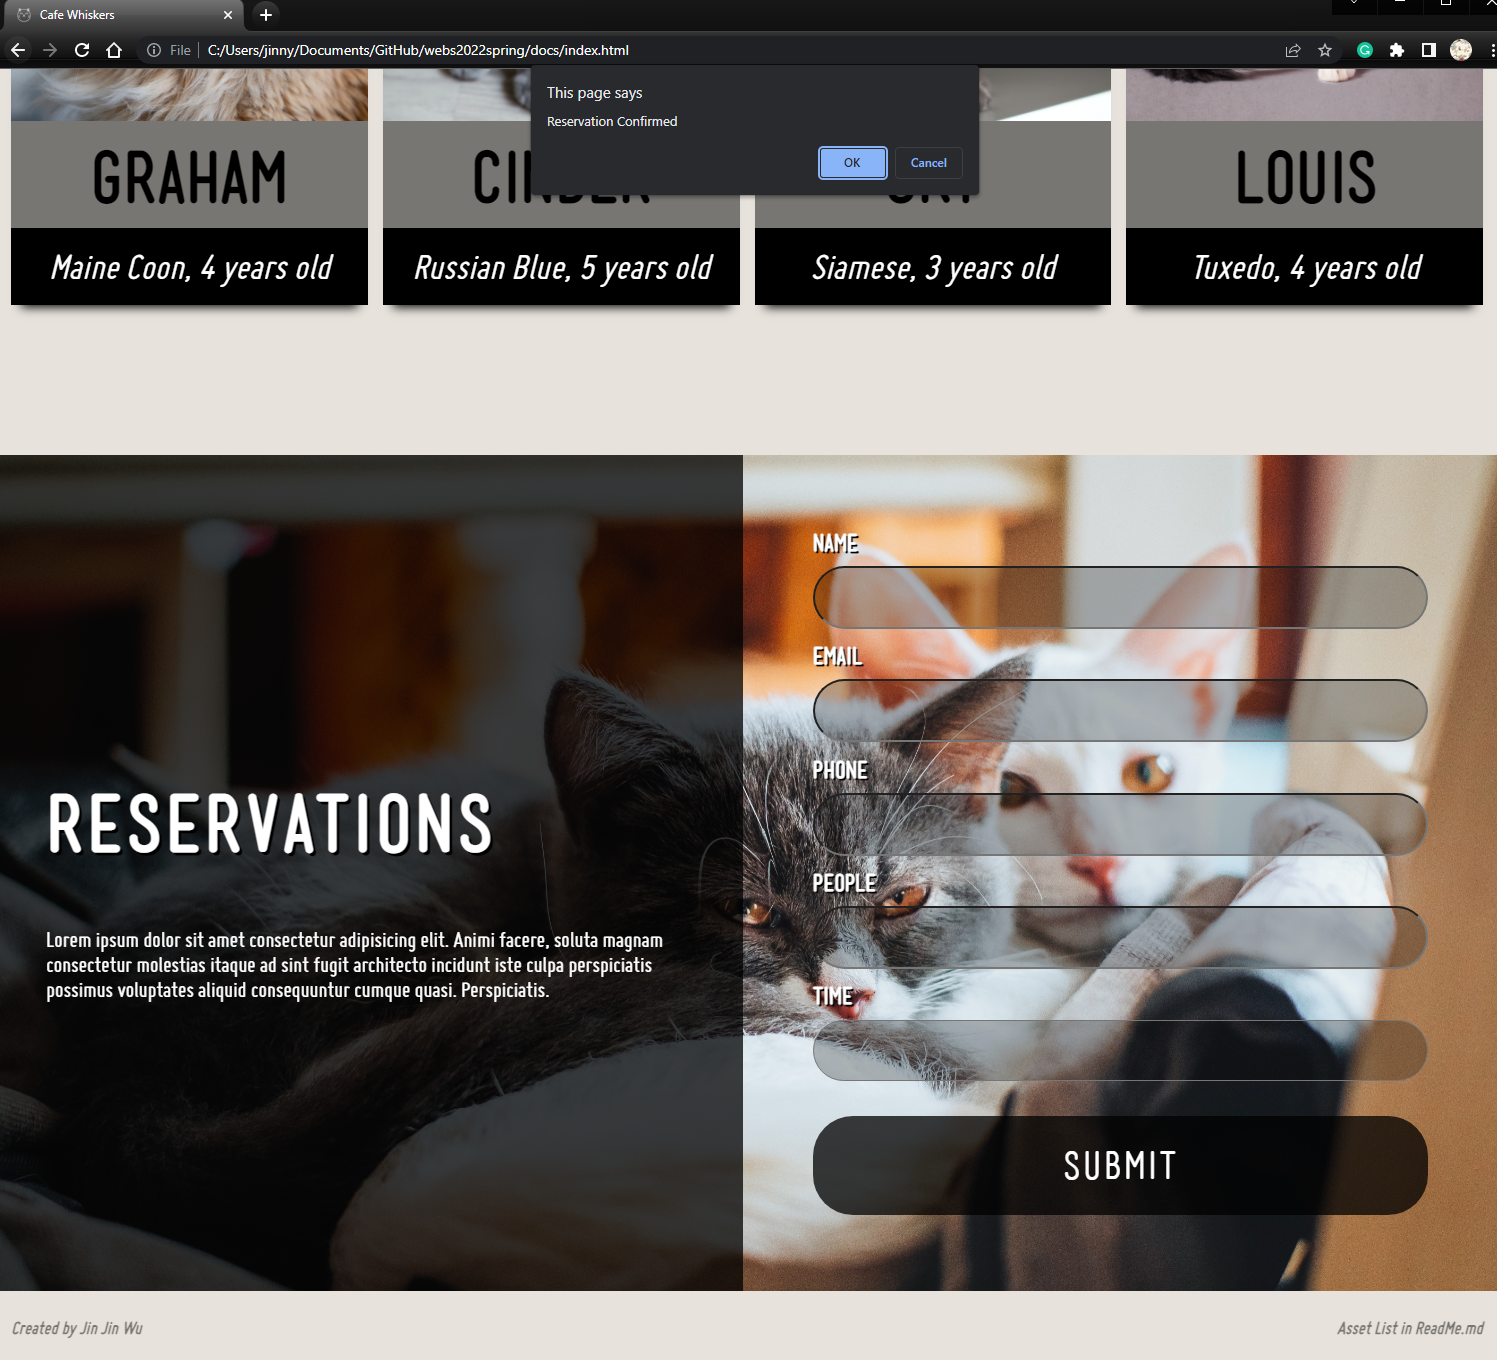 Cafe Whiskers
File
C:/Users/jinny/Documents/GitHub/webs2022spring/docs/index.html
This page says
Reservation Confirmed
OK
Cancel
GRAHAM
LOUIS
Maine Coon, 4 years old
Russian Blue, 5 years old
Siamese, 3 years old
Tuxedo, 4 years old
NAME
EMAIL
PHONE
PEOPLE
TIME
SUBMIT
RESERVATIONS
Lorem ipsum dolor sit amet consectetur adipisicing elit. Animi facere, soluta magnam
consectetur molestias itaque ad sint fugit architecto incidunt iste culpa perspiciatis
possimus voluptates aliquid consequuntur cumque quasi. Perspiciatis.
Created by Jin Jin Wu
Asset List in ReadMe.md